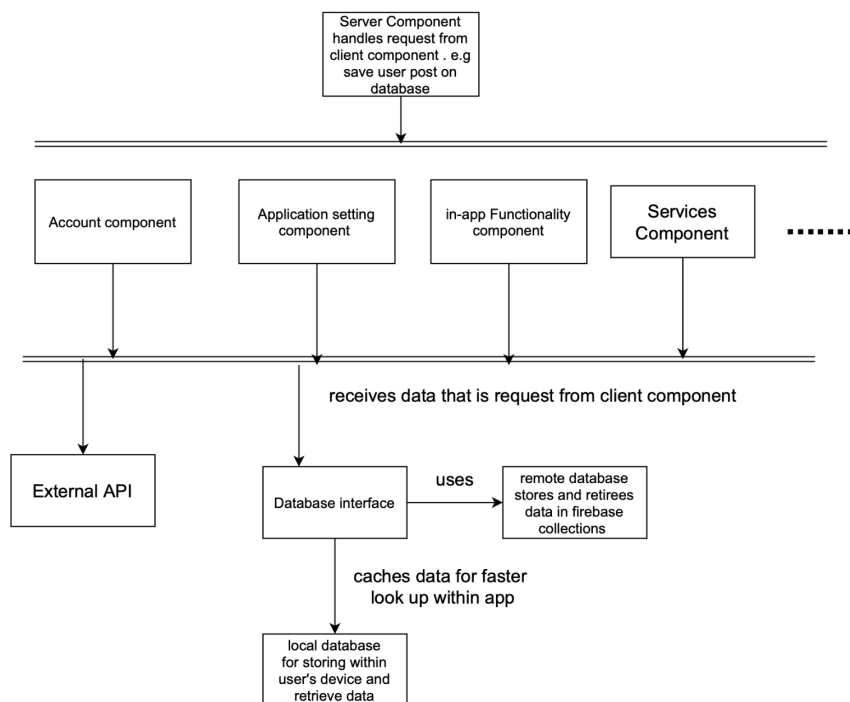 Server Component
handles request from
client component . e.g
save user post on
database
Account component
Application setting
component
in-app Functionality
component
Services
Component
receives data that is request from client component
External API
Database interface
uses
remote database
stores and retirees
data in firebase
collections
caches data for faster
look up within app
local database
for storing within
user's device and
retrieve data